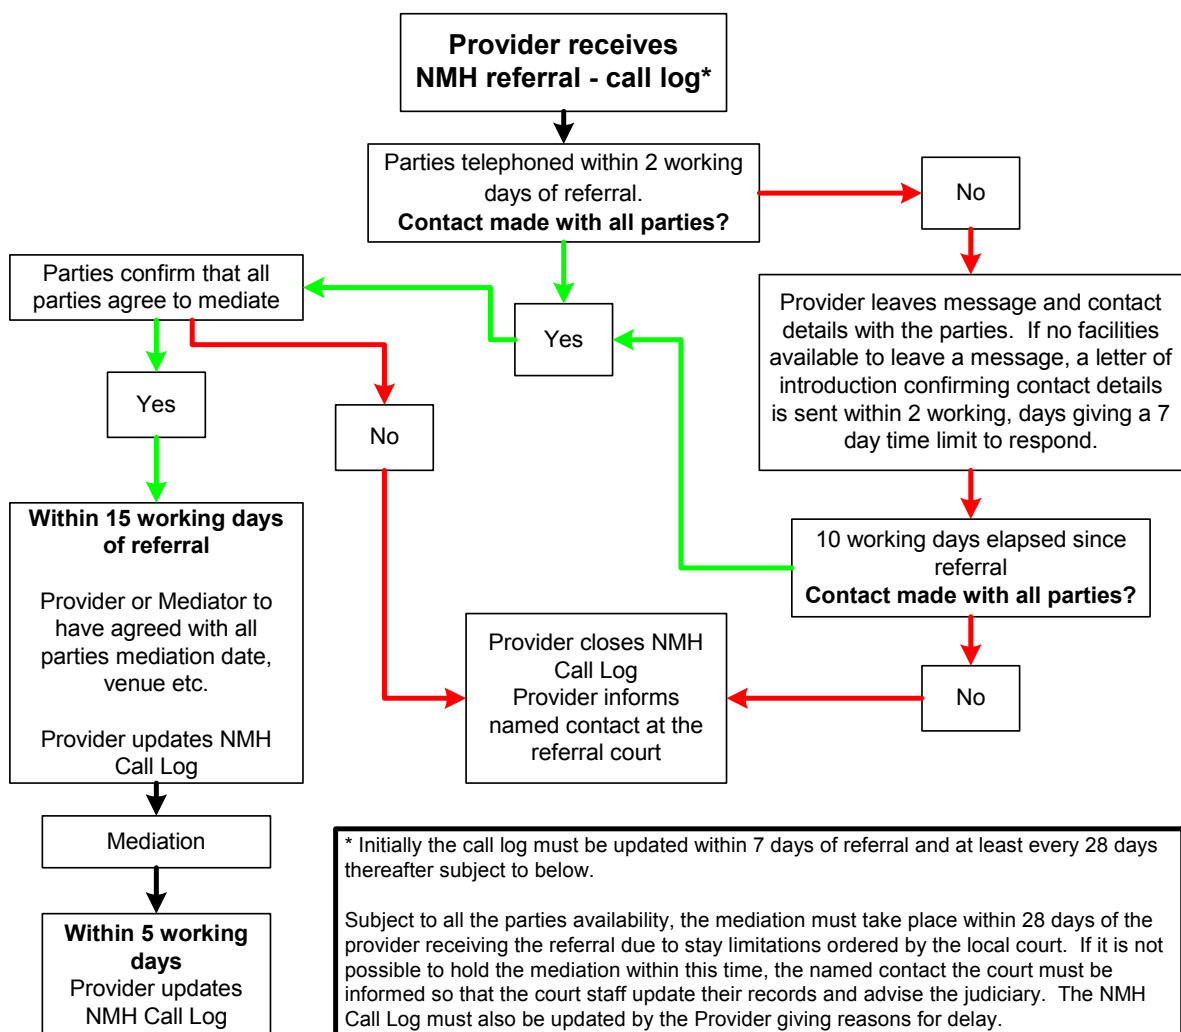 Provider receives
NMH referral - call log*
Parties telephoned within 2 working
days of referral.
Contact made with all parties?
No
Parties confirm that all
parties agree to mediate
Yes
Provider leaves message and contact
details with the parties.  If no facilities
available to leave a message, a letter of
introduction confirming contact details
is sent within 2 working, days giving a 7
day time limit to respond.
Yes
No
Within 15 working days
of referral
Provider or Mediator to
have agreed with all
parties mediation date,
venue etc.
Provider updates NMH
Call Log
10 working days elapsed since
referral
Contact made with all parties?
Provider closes NMH
Call Log
Provider informs
named contact at the
referral court
No
Mediation
Within 5 working
days
Provider updates
NMH Call Log
* Initially the call log must be updated within 7 days of referral and at least every 28 days
thereafter subject to below.
Subject to all the parties availability, the mediation must take place within 28 days of the
provider receiving the referral due to stay limitations ordered by the local court.  If it is not
possible to hold the mediation within this time, the named contact the court must be
informed so that the court staff update their records and advise the judiciary.  The NMH
Call Log must also be updated by the Provider giving reasons for delay.